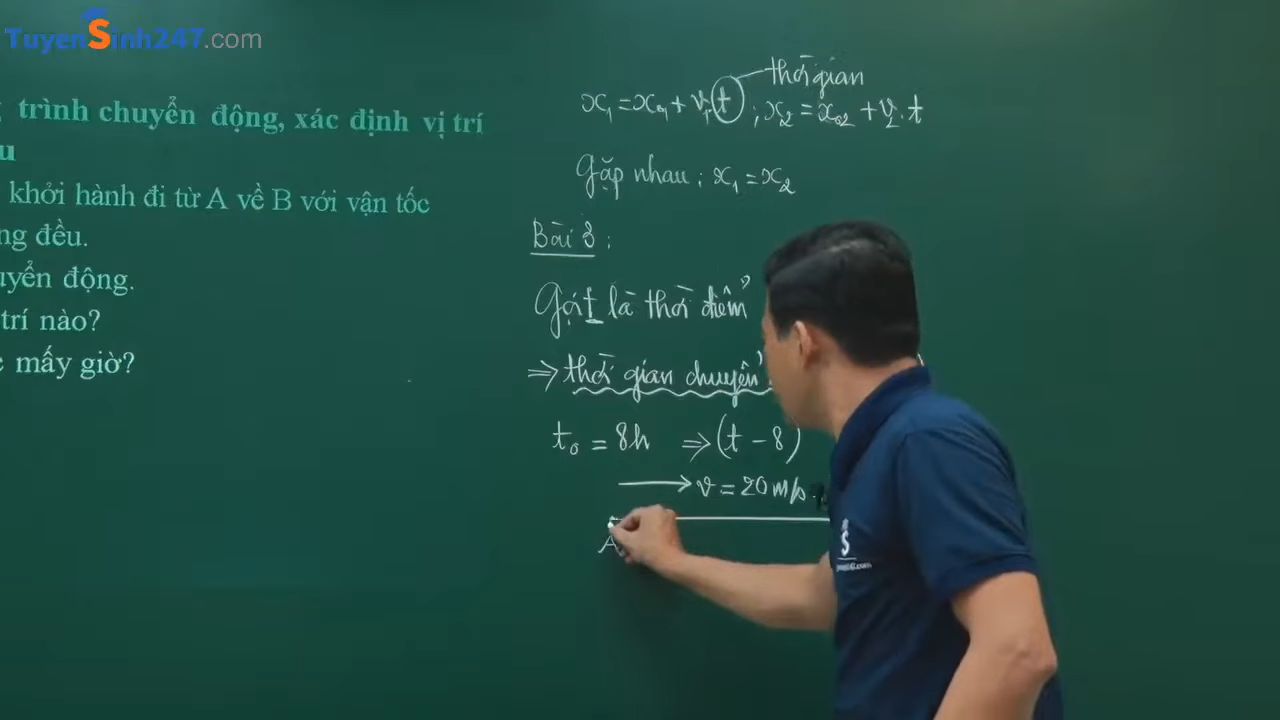 TuyenSinh247.com
trình chuyển động, xác định vị trí
u
khởi hành đi từ A về B với vận tốc
ng đều.
uyển động.
trí nào?
mấy giờ?
thời gian
x₁ = x₀₁ + v₁.t ; x₂ = x₀₂ + v₂.t
Gặp nhau : x₁ = x₂
Bài 3 :
Gọi t là thời điểm
⇒ thời gian chuyển
t₀ = 8h ⇒ (t - 8)
v = 20 m/s
A